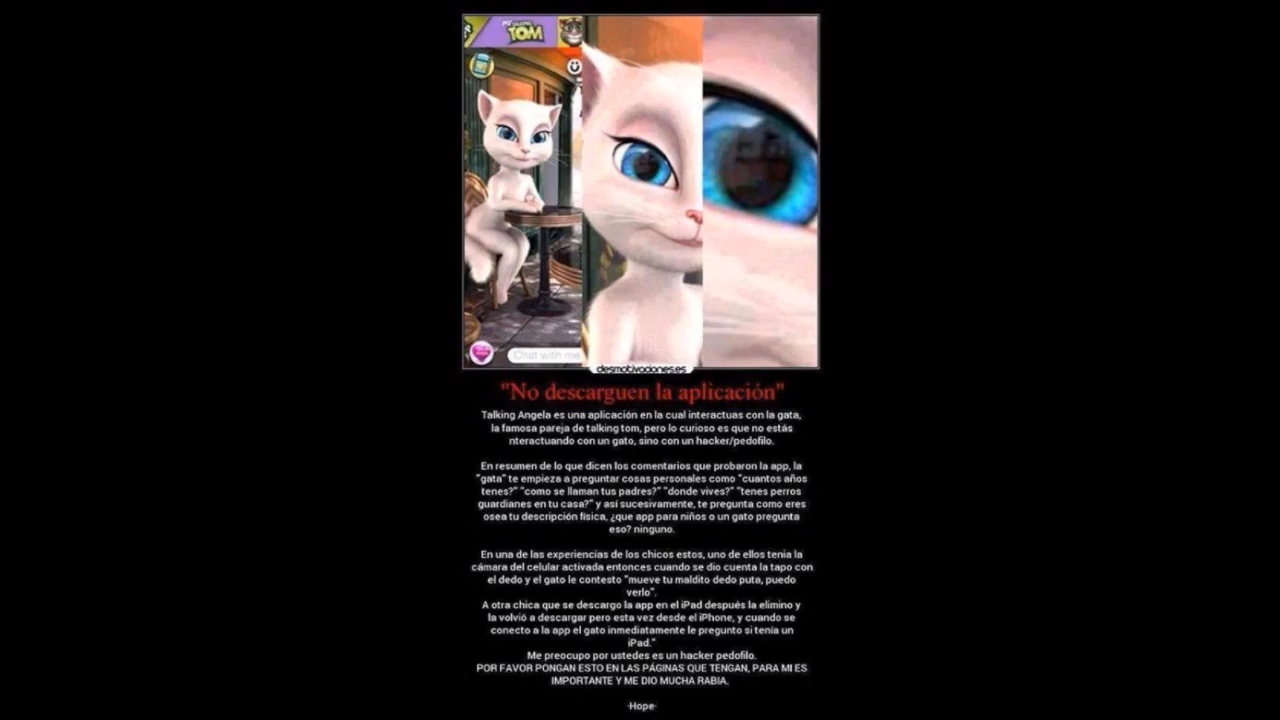 TOM
Chat with me
desmotivaciones.es
"No descarguen la aplicación"
Talking Angela es una aplicación en la cual interactuas con la gata,
la famosa pareja de talking tom, pero lo curioso es que no estás
nteractuando con un gato, sino con un hacker/pedofilo.
En resumen de lo que dicen los comentarios que probaron la app, la
"gata" te empieza a preguntar cosas personales como "cuantos años
tenes?" "como se llaman tus padres?" "donde vives?" "tenes perros
guardianes en tu casa?" y así sucesivamente, te pregunta como eres
osea tu descripción física, ¿que app para niños o un gato pregunta
eso? ninguno.
En una de las experiencias de los chicos estos, uno de ellos tenia la
cámara del celular activada entonces cuando se dio cuenta la tapo con
el dedo y el gato le contesto "mueve tu maldito dedo puta, puedo
verlo".
A otra chica que se descargo la app en el iPad después la elimino y
la volvió a descargar pero esta vez desde el iPhone, y cuando se
conecto a la app el gato inmediatamente le pregunto si tenía un
iPad."
Me preocupo por ustedes es un hacker pedofilo.
POR FAVOR PONGAN ESTO EN LAS PÁGINAS QUE TENGAN, PARA MI ES
IMPORTANTE Y ME DIO MUCHA RABIA.
·Hope·